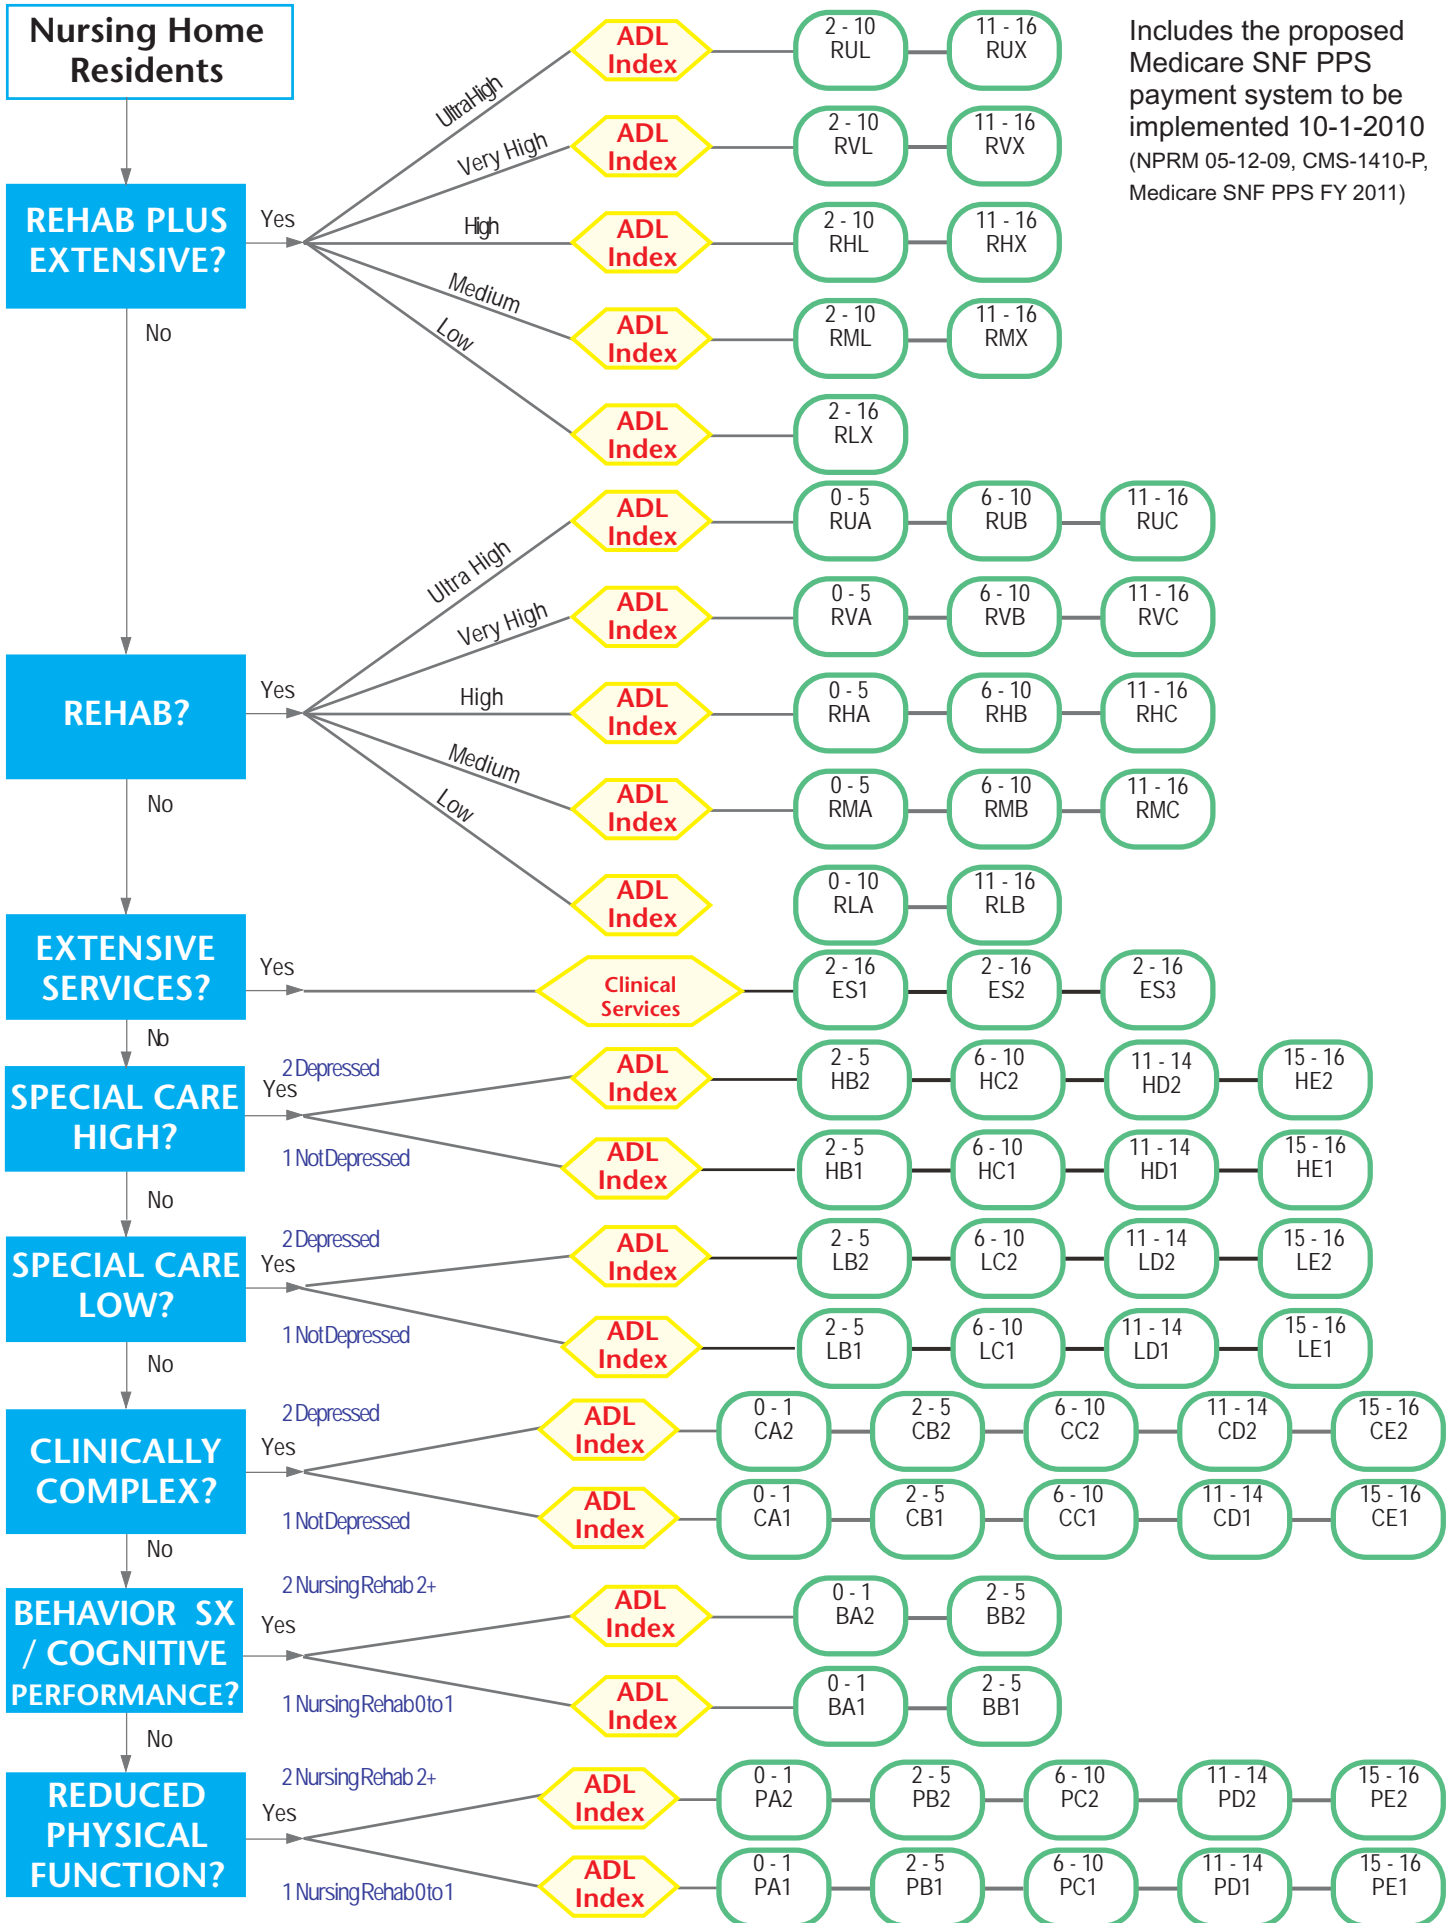 Nursing Home
Residents
Includes the proposed
Medicare SNF PPS
payment system to be
implemented 10-1-2010
(NPRM 05-12-09, CMS-1410-P,
Medicare SNF PPS FY 2011)
REHAB PLUS
EXTENSIVE?
Yes
No
UltraHigh
ADL
Index
2 - 10
RUL
11 - 16
RUX
Very High
ADL
Index
2 - 10
RVL
11 - 16
RVX
High
ADL
Index
2 - 10
RHL
11 - 16
RHX
Medium
ADL
Index
2 - 10
RML
11 - 16
RMX
Low
ADL
Index
2 - 16
RLX
REHAB?
Yes
No
Ultra High
ADL
Index
0 - 5
RUA
6 - 10
RUB
11 - 16
RUC
Very High
ADL
Index
0 - 5
RVA
6 - 10
RVB
11 - 16
RVC
High
ADL
Index
0 - 5
RHA
6 - 10
RHB
11 - 16
RHC
Medium
ADL
Index
0 - 5
RMA
6 - 10
RMB
11 - 16
RMC
Low
ADL
Index
0 - 10
RLA
11 - 16
RLB
EXTENSIVE
SERVICES?
Yes
No
Clinical
Services
2 - 16
ES1
2 - 16
ES2
2 - 16
ES3
SPECIAL CARE
HIGH?
Yes
No
2 Depressed
ADL
Index
2 - 5
HB2
6 - 10
HC2
11 - 14
HD2
15 - 16
HE2
1 Not Depressed
ADL
Index
2 - 5
HB1
6 - 10
HC1
11 - 14
HD1
15 - 16
HE1
SPECIAL CARE
LOW?
Yes
No
2 Depressed
ADL
Index
2 - 5
LB2
6 - 10
LC2
11 - 14
LD2
15 - 16
LE2
1 Not Depressed
ADL
Index
2 - 5
LB1
6 - 10
LC1
11 - 14
LD1
15 - 16
LE1
CLINICALLY
COMPLEX?
Yes
No
2 Depressed
ADL
Index
0 - 1
CA2
2 - 5
CB2
6 - 10
CC2
11 - 14
CD2
15 - 16
CE2
1 Not Depressed
ADL
Index
0 - 1
CA1
2 - 5
CB1
6 - 10
CC1
11 - 14
CD1
15 - 16
CE1
BEHAVIOR SX
/ COGNITIVE
PERFORMANCE?
Yes
No
2 Nursing Rehab 2+
ADL
Index
0 - 1
BA2
2 - 5
BB2
1 Nursing Rehab 0 to 1
ADL
Index
0 - 1
BA1
2 - 5
BB1
REDUCED
PHYSICAL
FUNCTION?
Yes
2 Nursing Rehab 2+
ADL
Index
0 - 1
PA2
2 - 5
PB2
6 - 10
PC2
11 - 14
PD2
15 - 16
PE2
1 Nursing Rehab 0 to 1
ADL
Index
0 - 1
PA1
2 - 5
PB1
6 - 10
PC1
11 - 14
PD1
15 - 16
PE1